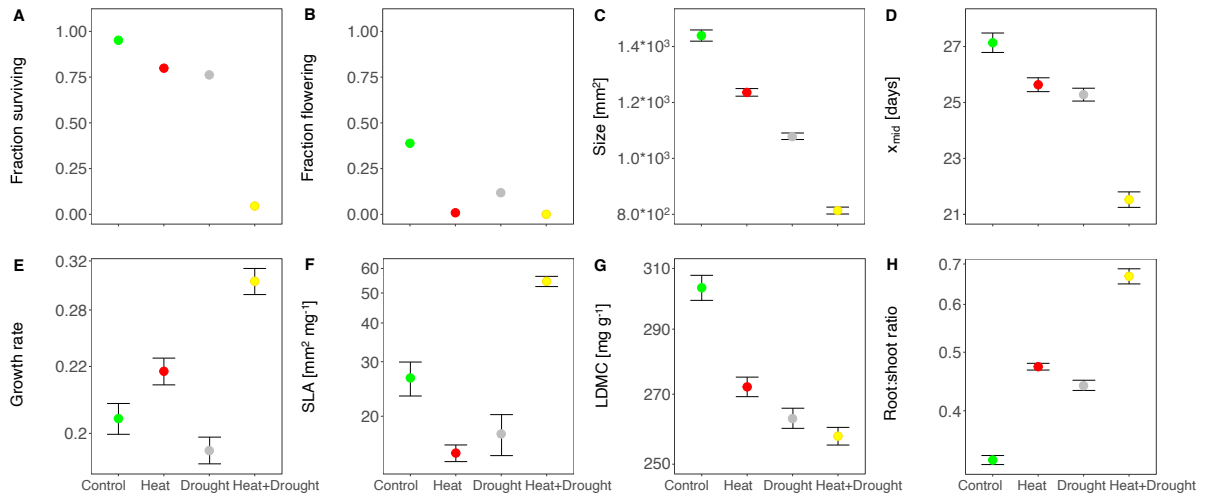 A
Fraction surviving
1.00
0.75
0.50
0.25
0.00
B
Fraction flowering
1.00
0.75
0.50
0.25
0.00
C
Size [mm²]
1.4*10³
1.2*10³
1.0*10³
8.0*10²
D
xmid [days]
27
25
23
21
E
Growth rate
0.32
0.28
0.22
0.2
Control Heat Drought Heat+Drought
F
SLA [mm² mg⁻¹]
60
50
30
20
Control Heat Drought Heat+Drought
G
LDMC [mg g⁻¹]
310
290
270
250
Control Heat Drought Heat+Drought
H
Root:shoot ratio
0.7
0.6
0.5
0.4
Control Heat Drought Heat+Drought